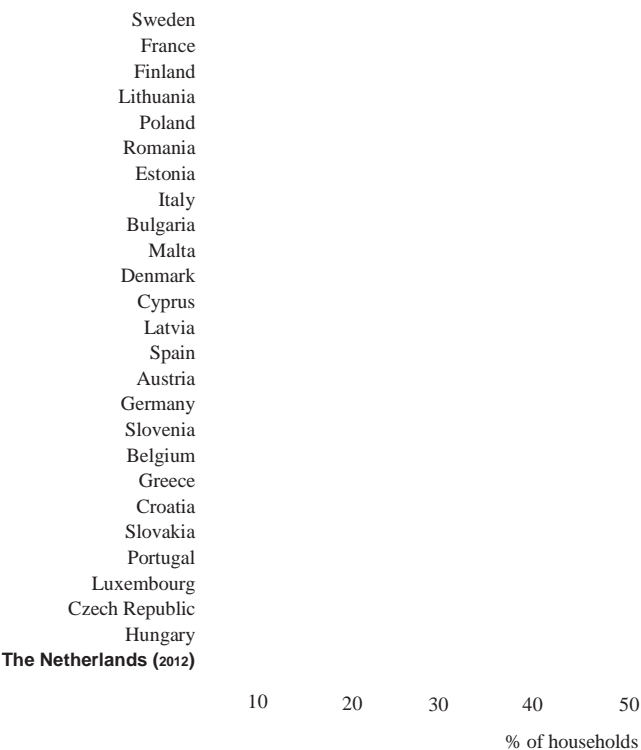 Sweden
France
Finland
Lithuania
Poland
Romania
Estonia
Italy
Bulgaria
Malta
Denmark
Cyprus
Latvia
Spain
Austria
Germany
Slovenia
Belgium
Greece
Croatia
Slovakia
Portugal
Luxembourg
Czech Republic
Hungary
The Netherlands (2012)
10 20 30 40 50
% of households